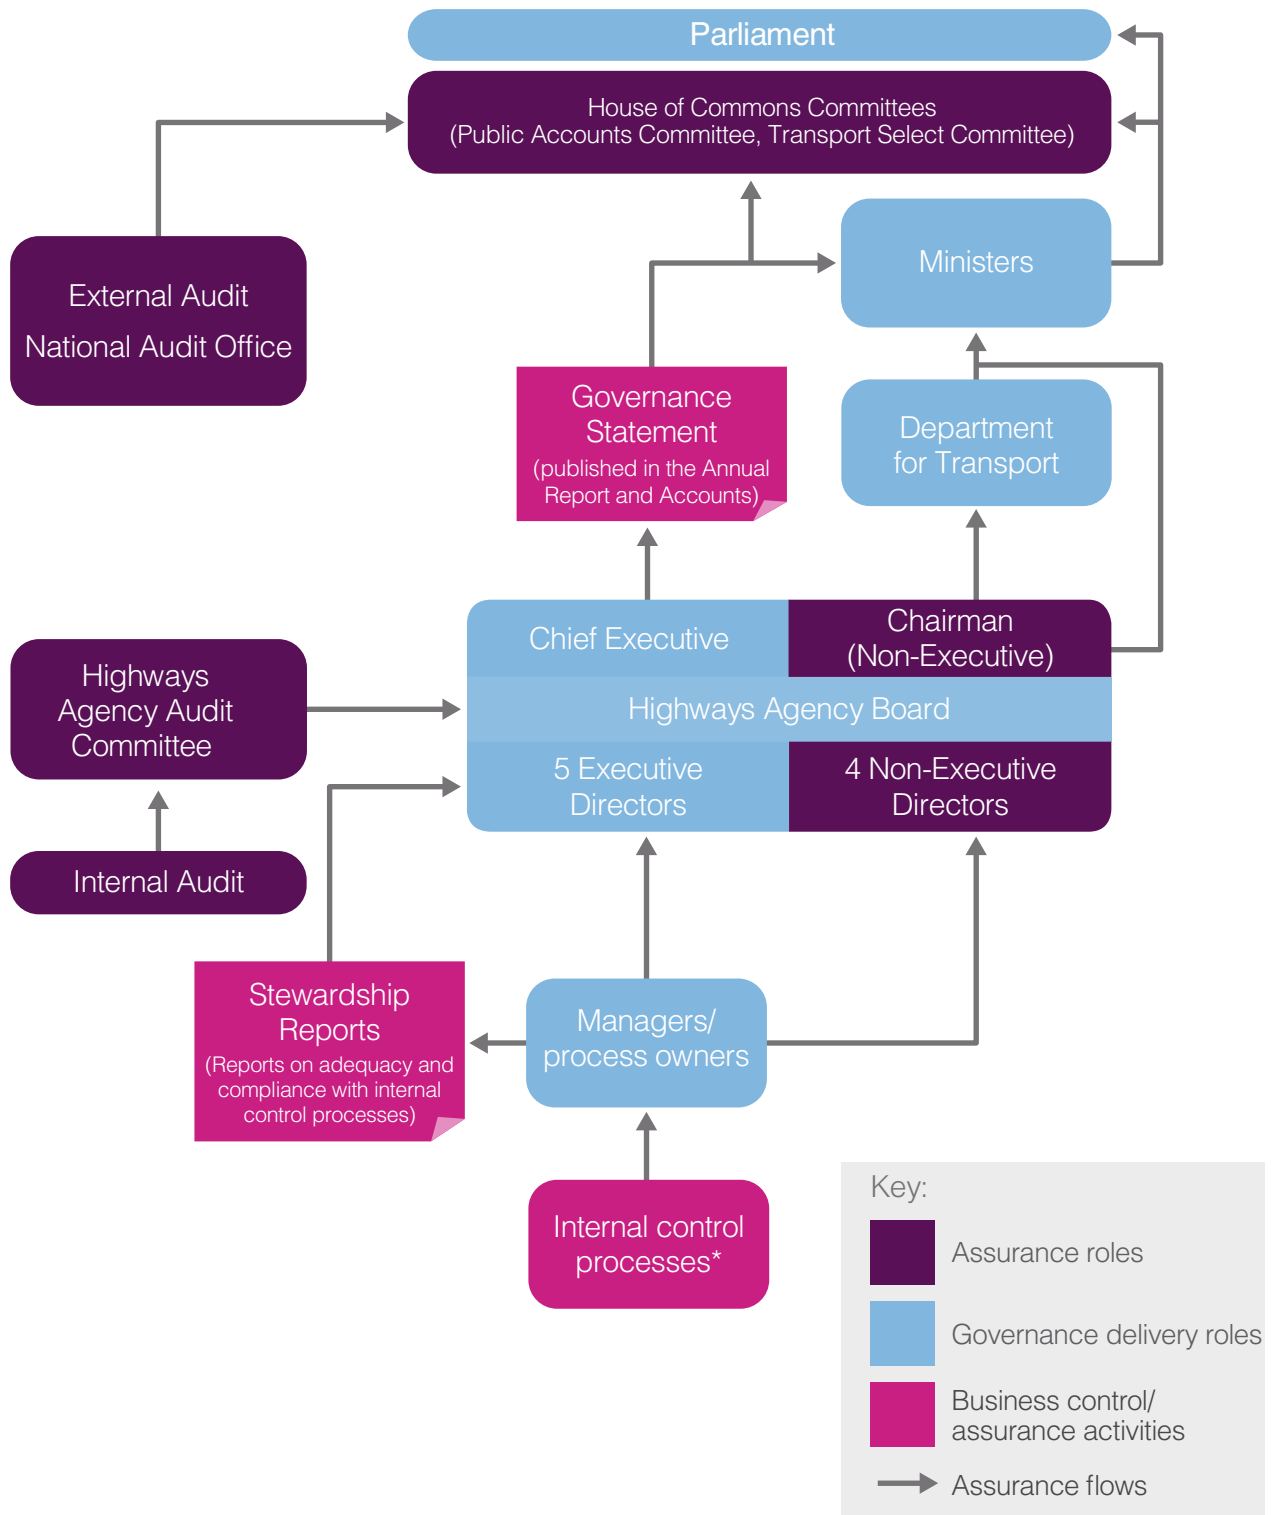 Parliament
House of Commons Committees
(Public Accounts Committee, Transport Select Committee)
Ministers
External Audit
National Audit Office
Governance
Statement
(published in the Annual
Report and Accounts)
Department
for Transport
Chief Executive
Chairman
(Non-Executive)
Highways Agency Board
5 Executive
Directors
4 Non-Executive
Directors
Highways
Agency Audit
Committee
Internal Audit
Stewardship
Reports
(Reports on adequacy and
compliance with internal
control processes)
Managers/
process owners
Internal control
processes*
Key:
Assurance roles
Governance delivery roles
Business control/
assurance activities
Assurance flows